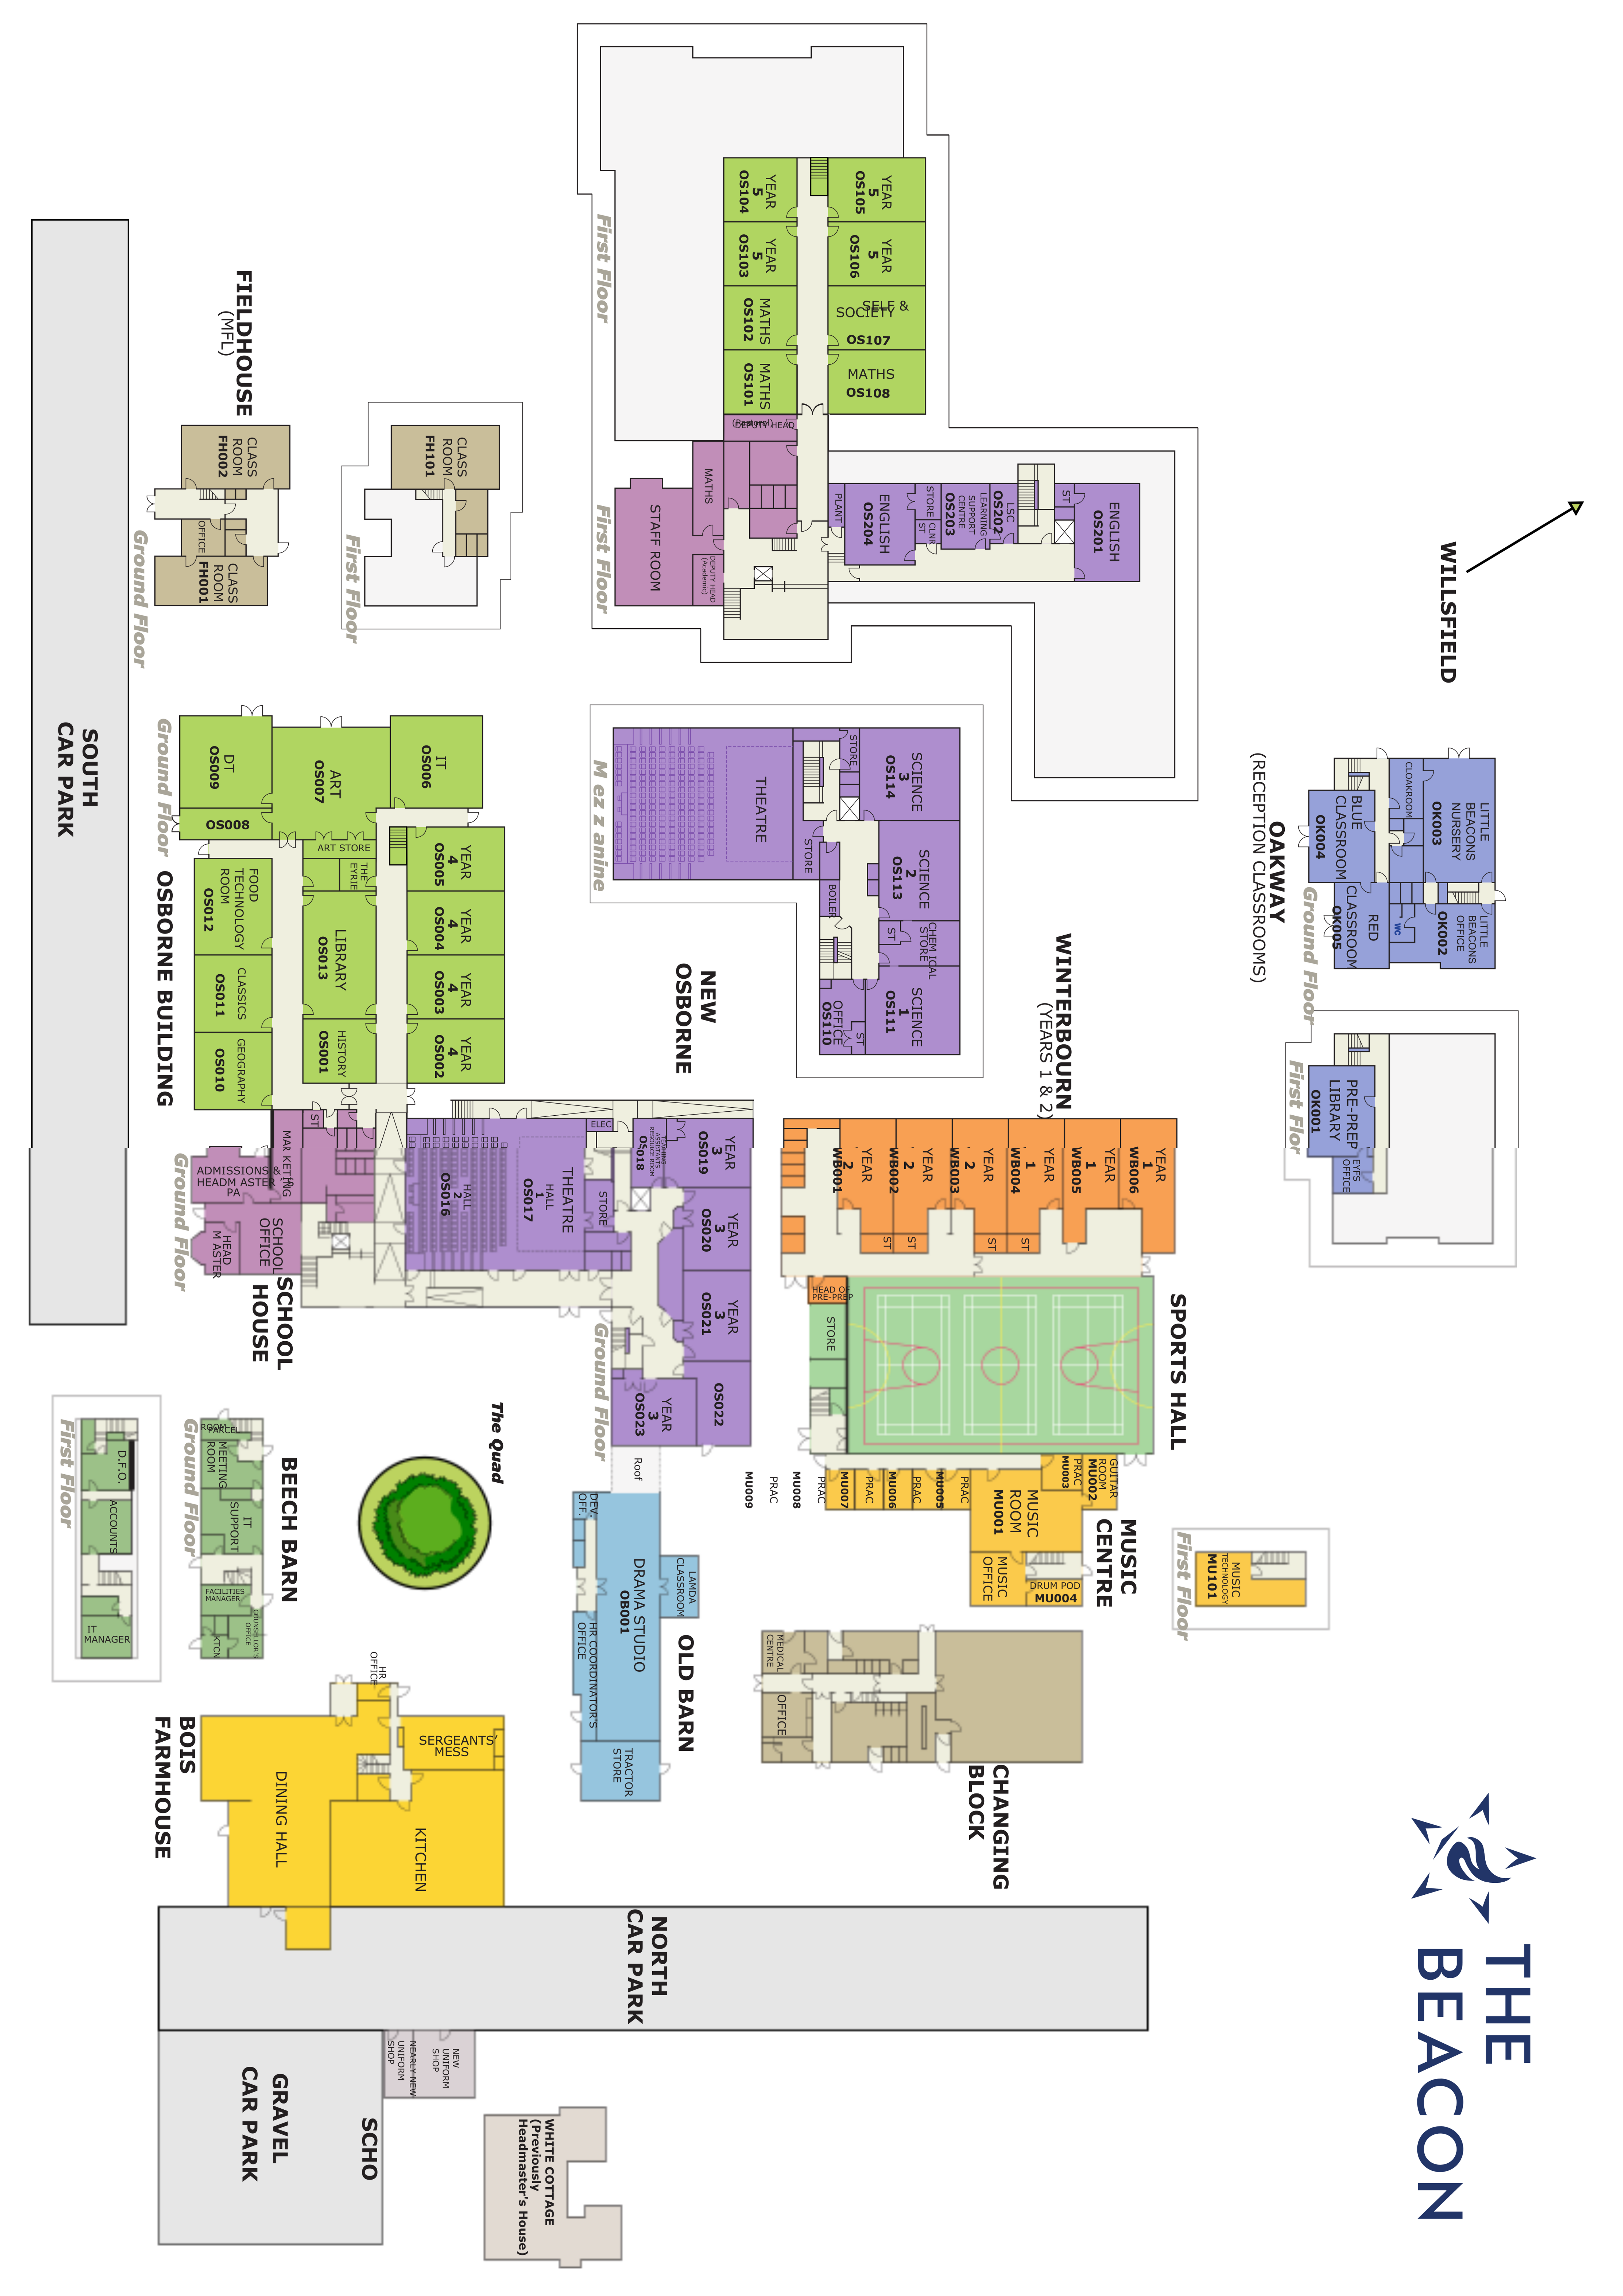 THE
BEACON
WILLSFIELD
OAKWAY
(RECEPTION CLASSROOMS)
LITTLE
BEACONS
NURSERY
OK003
CLOAKROOM
BLUE
CLASSROOM
OK004
RED
CLASSROOM
OK005
WC
LITTLE
BEACONS
OFFICE
OK002
Ground Floor
PRE-PREP
LIBRARY
OK001
EYFS
OFFICE
First Flor
YEAR
5
OS105
YEAR
5
OS106
SELF &
SOCIETY
OS107
MATHS
OS108
YEAR
5
OS104
YEAR
5
OS103
MATHS
OS102
MATHS
OS101
First Floor
DEPUTY HEAD
(Pastoral)
MATHS
STAFF ROOM
DEPUTY HEAD
(Academic)
First Floor
PLANT
ENGLISH
OS204
STORE
CLNR
ST
LEARNING
SUPPORT
CENTRE
OS203
LSC
OS202
ST
ENGLISH
OS201
FIELDHOUSE
(MFL)
CLASS
ROOM
FH002
OFFICE
CLASS
ROOM
FH001
Ground Floor
CLASS
ROOM
FH101
First Floor
SOUTH
CAR PARK
NEW
OSBORNE
THEATRE
STORE
STORE
BOILER
SCIENCE
3
OS114
SCIENCE
2
OS113
CHEM ICAL
STORE
ST
SCIENCE
1
OS111
OFFICE
OS110
ST
M ez z anine
OSBORNE BUILDING
Ground Floor
IT
OS006
ART
OS007
DT
OS009
OS008
ART STORE
THE
EYRIE
YEAR
4
OS005
YEAR
4
OS004
YEAR
4
OS003
YEAR
4
OS002
LIBRARY
OS013
HISTORY
OS001
FOOD
TECHNOLOGY
ROOM
OS012
CLASSICS
OS011
GEOGRAPHY
OS010
ST
MAR KETING
ADMISSIONS &
HEADM ASTER'S
PA
SCHOOL
OFFICE
HEAD
M ASTER
Ground Floor
SCHOOL
HOUSE
HALL
2
OS016
THEATRE
HALL
1
OS017
ELEC
STORE
TEACHING
ASSISTANTS
RESOURCE ROOM
OS018
YEAR
3
OS019
YEAR
3
OS020
YEAR
3
OS021
OS022
YEAR
3
OS023
Ground Floor
WINTERBOURN
(YEARS 1 & 2)
YEAR
2
WB001
YEAR
2
WB002
YEAR
2
WB003
YEAR
1
WB004
YEAR
1
WB005
YEAR
1
WB006
ST
ST
ST
ST
HEAD OF
PRE-PREP
STORE
SPORTS HALL
MUSIC
CENTRE
GUITAR
ROOM
MU002
PRAC
MU003
MUSIC
ROOM
MU001
PRAC
MU005
PRAC
MU006
PRAC
MU007
PRAC
MU008
PRAC
MU009
MUSIC
OFFICE
DRUM POD
MU004
MUSIC
TECHNOLOGY
MU101
First Floor
The Quad
Roof
OLD BARN
DEV.
OFF.
DRAMA STUDIO
OB001
LAMDA
CLASSROOM
HR COORDINATOR'S
OFFICE
TRACTOR
STORE
CHANGING
BLOCK
MEDICAL
CENTRE
OFFICE
BEECH BARN
PARCEL
ROOM
MEETING
ROOM
IT
SUPPORT
FACILITIES
MANAGER
COUNSELLOR'S
OFFICE
KTCN
Ground Floor
D.F.O.
ACCOUNTS
IT
MANAGER
First Floor
BOIS
FARMHOUSE
HR
OFFICE
SERGEANTS'
MESS
DINING HALL
KITCHEN
NORTH
CAR PARK
NEW
UNIFORM
SHOP
NEARLY NEW
UNIFORM
SHOP
GRAVEL
CAR PARK
SCHO
WHITE COTTAGE
(Previously
Headmaster's House)